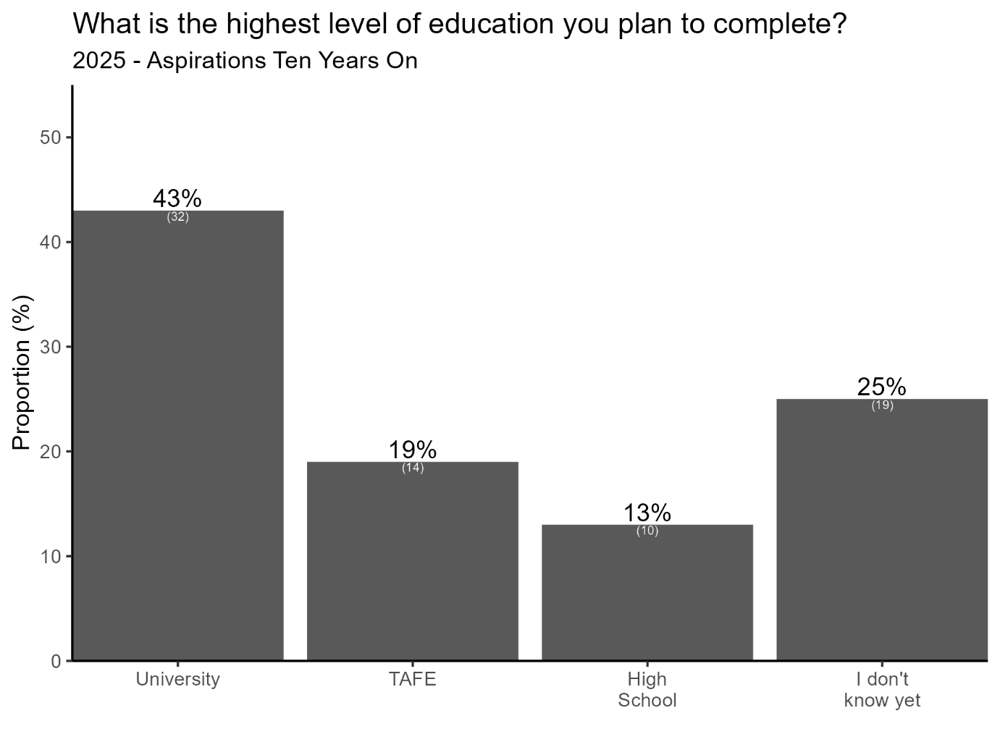 What is the highest level of education you plan to complete?
2025 - Aspirations Ten Years On
Proportion (%)
50
40
30
20
10
0
43%
(32)
19%
(14)
13%
(10)
25%
(19)
University
TAFE
High
School
I don't
know yet